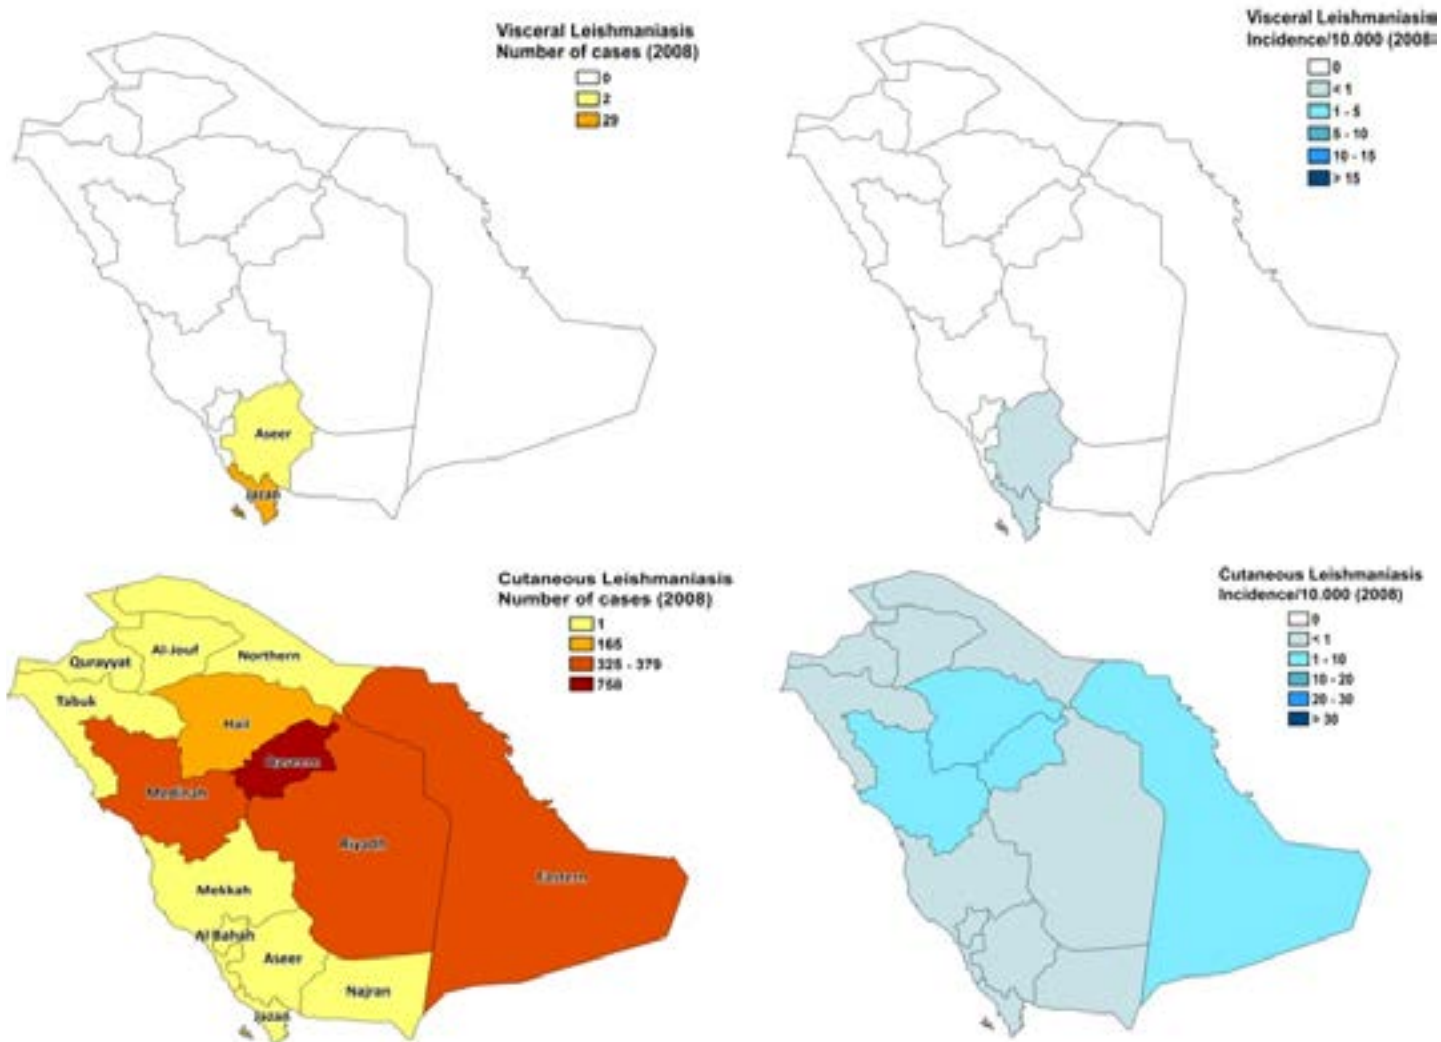 Visceral Leishmaniasis
Number of cases (2008)
0
2
29
Aseer
Jazan
Visceral Leishmaniasis
Incidence/10.000 (2008
0
< 1
1 - 5
5 - 10
10 - 15
> 15
Cutaneous Leishmaniasis
Number of cases (2008)
1
165
325 - 379
758
Al-Jouf
Qurayyat
Northern
Tabuk
Hail
Medinah
Riyadh
Eastern
Mekkah
Al Bahah
Aseer
Najran
Jazan
Cutaneous Leishmaniasis
Incidence/10.000 (2008)
0
< 1
1 - 10
10 - 20
20 - 30
> 30